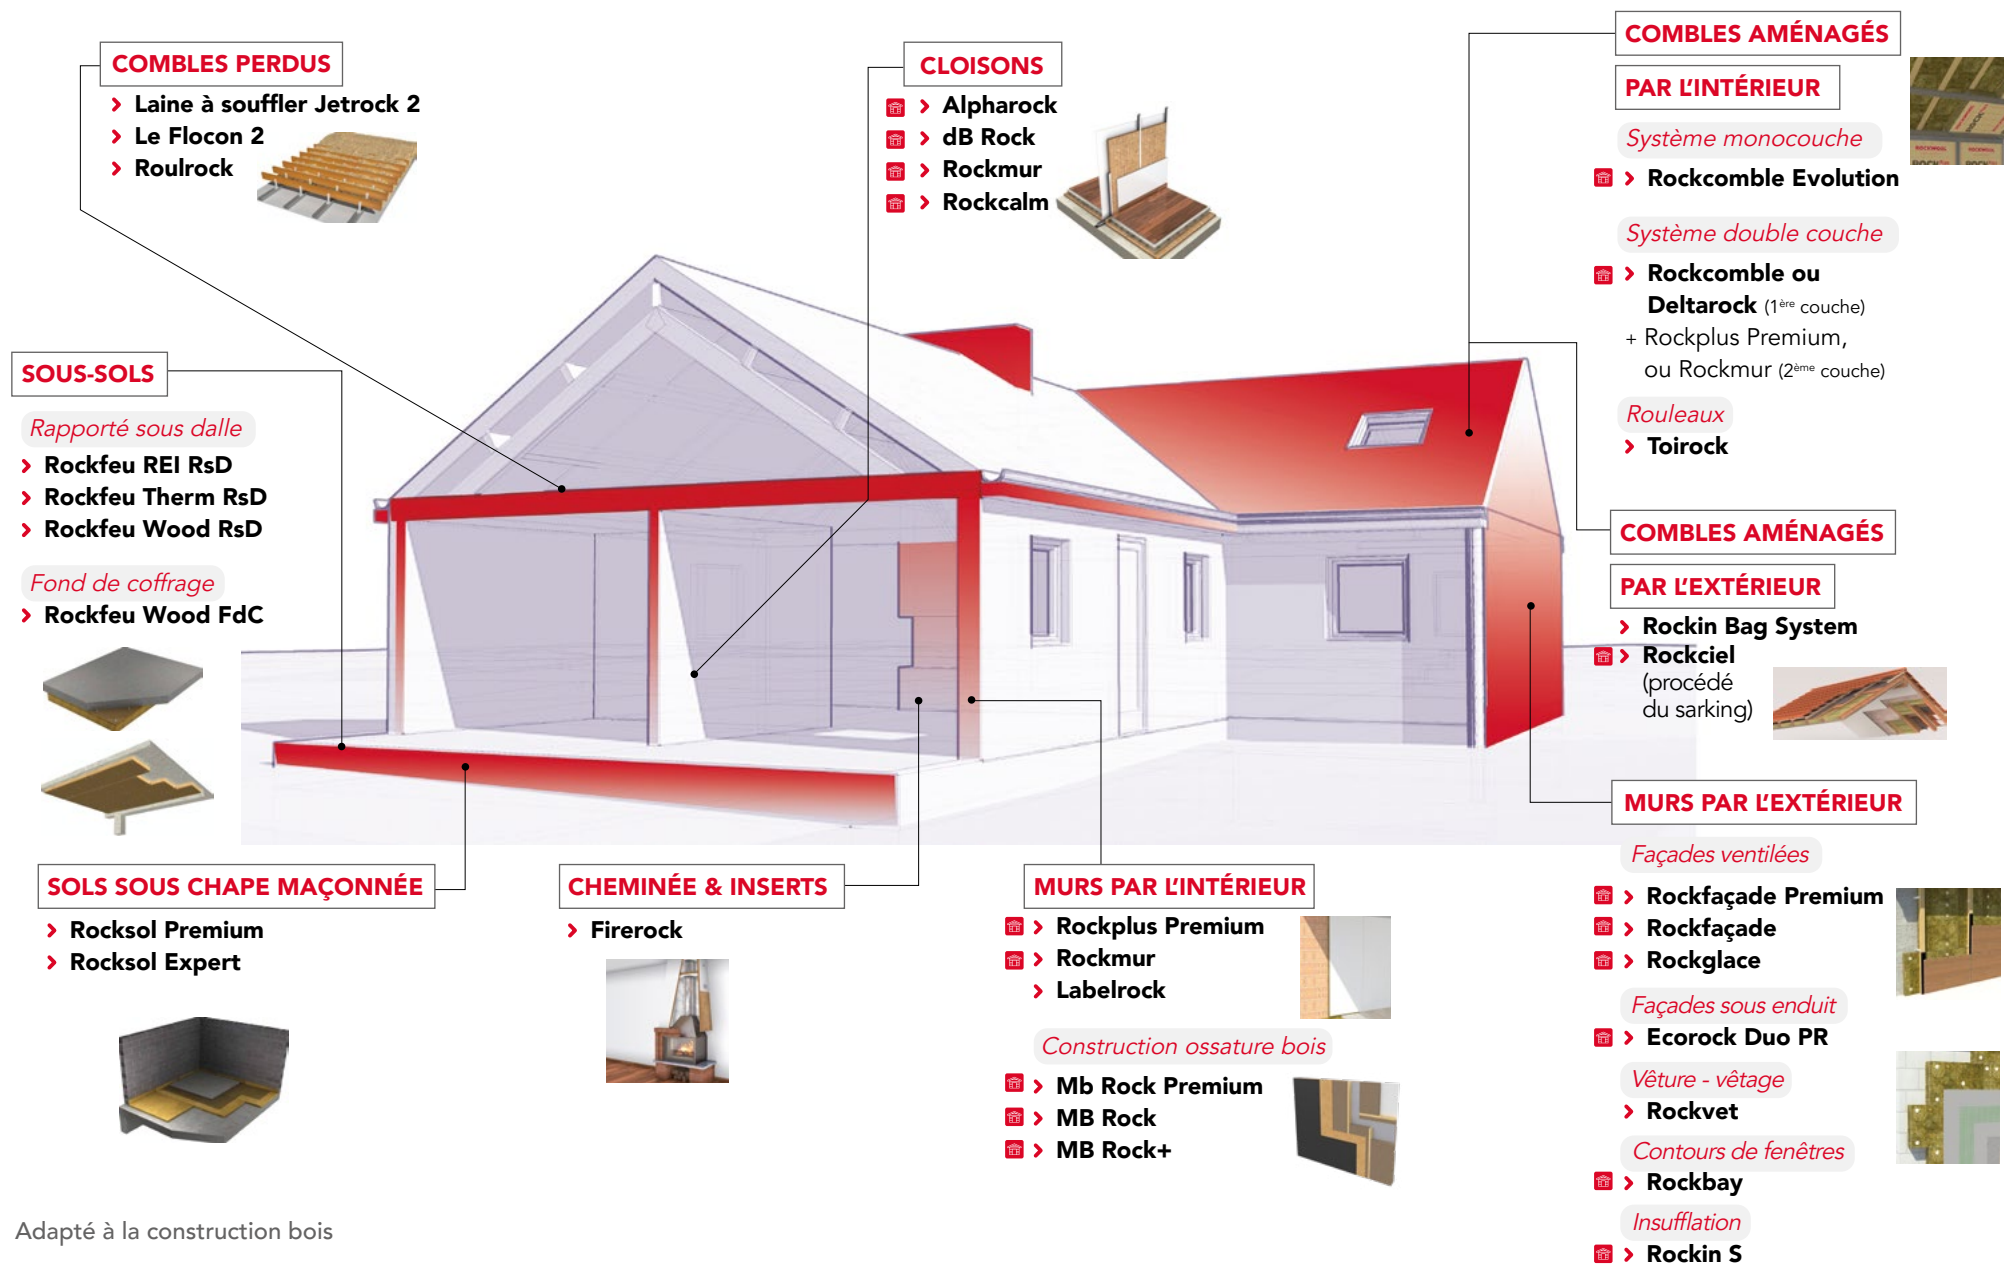 COMBLES PERDUS
Laine à souffler Jetrock 2
Le Flocon 2
Roulrock
CLOISONS
Alpharock
dB Rock
Rockmur
Rockcalm
COMBLES AMÉNAGÉS
PAR L'INTÉRIEUR
Système monocouche
Rockcomble Evolution
Système double couche
Rockcomble ou
Deltarock (1ère couche)
+ Rockplus Premium,
ou Rockmur (2ème couche)
Rouleaux
Toirock
SOUS-SOLS
Rapporté sous dalle
Rockfeu REI RsD
Rockfeu Therm RsD
Rockfeu Wood RsD
Fond de coffrage
Rockfeu Wood FdC
COMBLES AMÉNAGÉS
PAR L'EXTÉRIEUR
Rockin Bag System
Rockciel
(procédé
du sarking)
SOLS SOUS CHAPE MAÇONNÉE
Rocksol Premium
Rocksol Expert
CHEMINÉE & INSERTS
Firerock
MURS PAR L'INTÉRIEUR
Rockplus Premium
Rockmur
Labelrock
Construction ossature bois
Mb Rock Premium
MB Rock
MB Rock+
MURS PAR L'EXTÉRIEUR
Façades ventilées
Rockfaçade Premium
Rockfaçade
Rockglace
Façades sous enduit
Ecorock Duo PR
Vêture - vêtage
Rockvet
Contours de fenêtres
Rockbay
Insufflation
Rockin S
Adapté à la construction bois